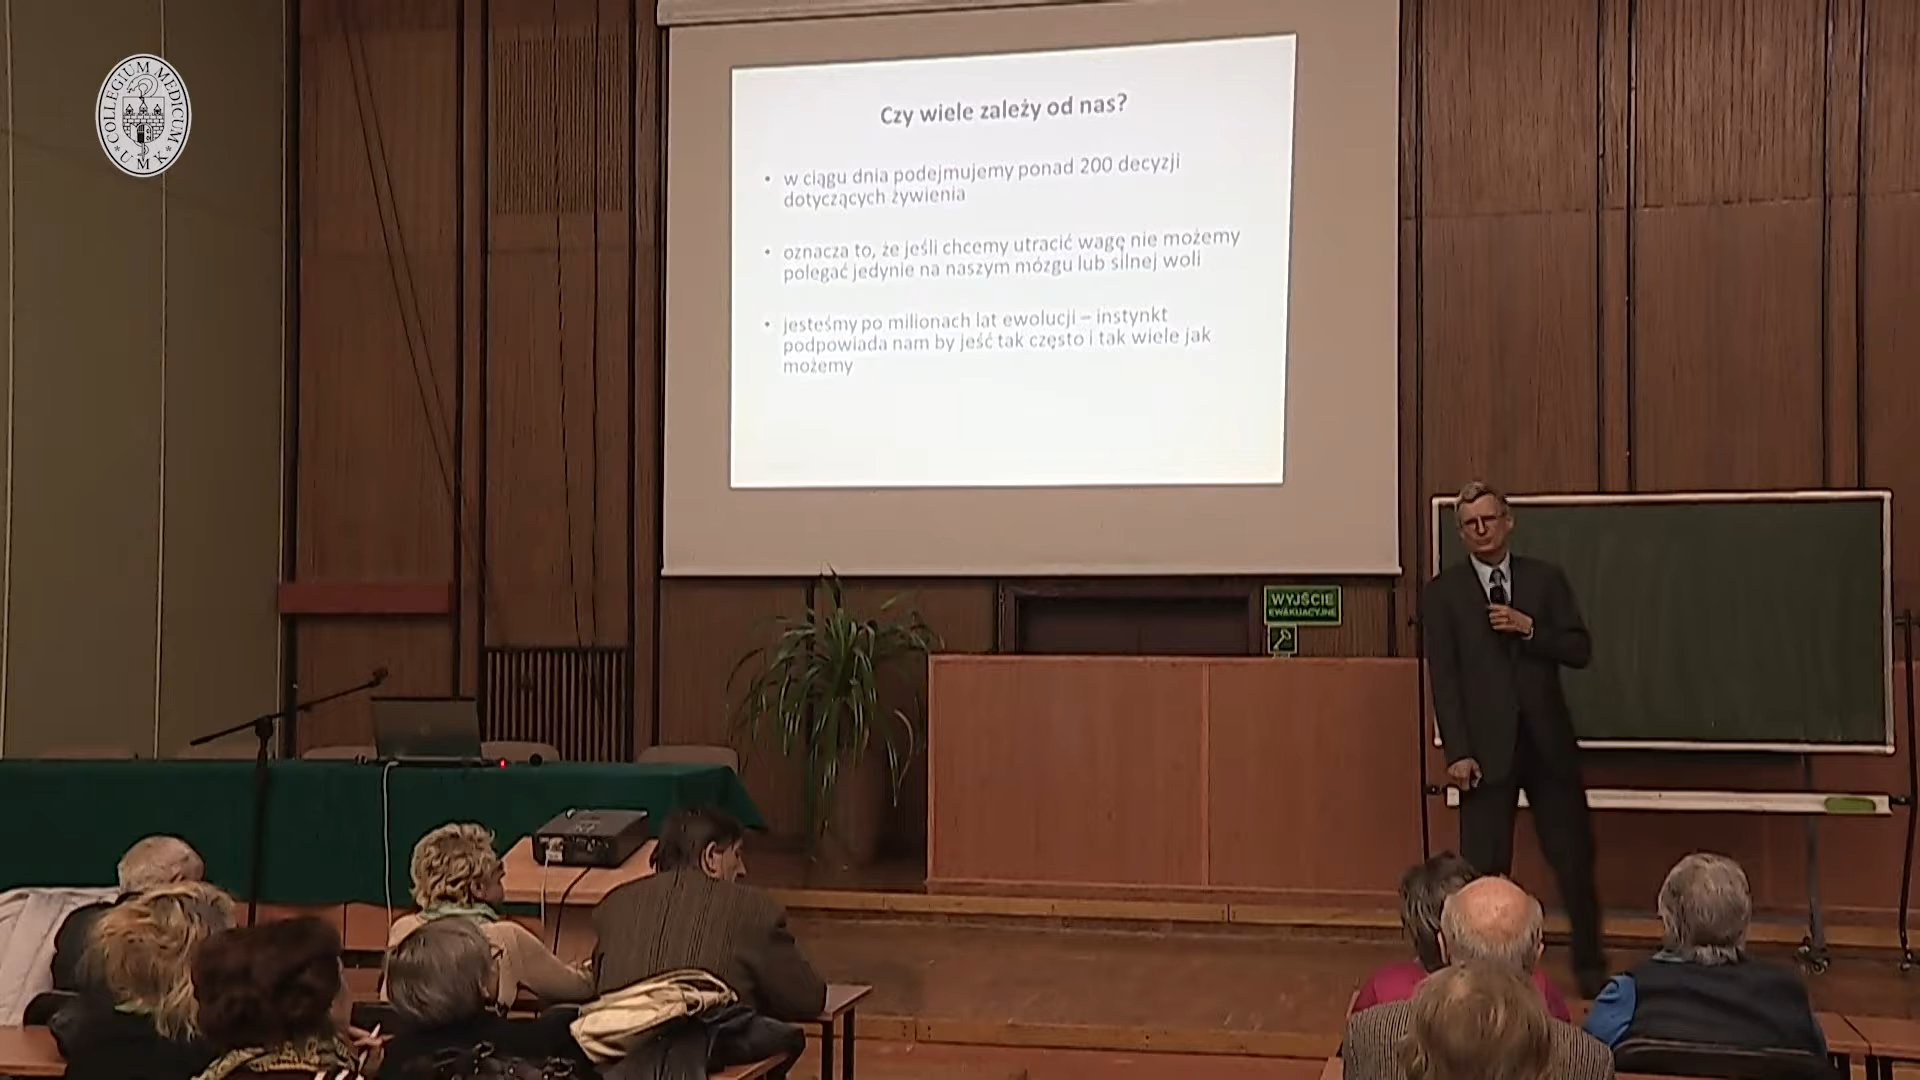 COLLEGIUM MEDICUM
* UMK *
Czy wiele zależy od nas?
• w ciągu dnia podejmujemy ponad 200 decyzji
dotyczących żywienia
• oznacza to, że jeśli chcemy utracić wagę nie możemy
polegać jedynie na naszym mózgu lub silnej woli
• jesteśmy po milionach lat ewolucji – instynkt
podpowiada nam by jeść tak często i tak wiele jak
możemy
WYJŚCIE
EWAKUACYJNE